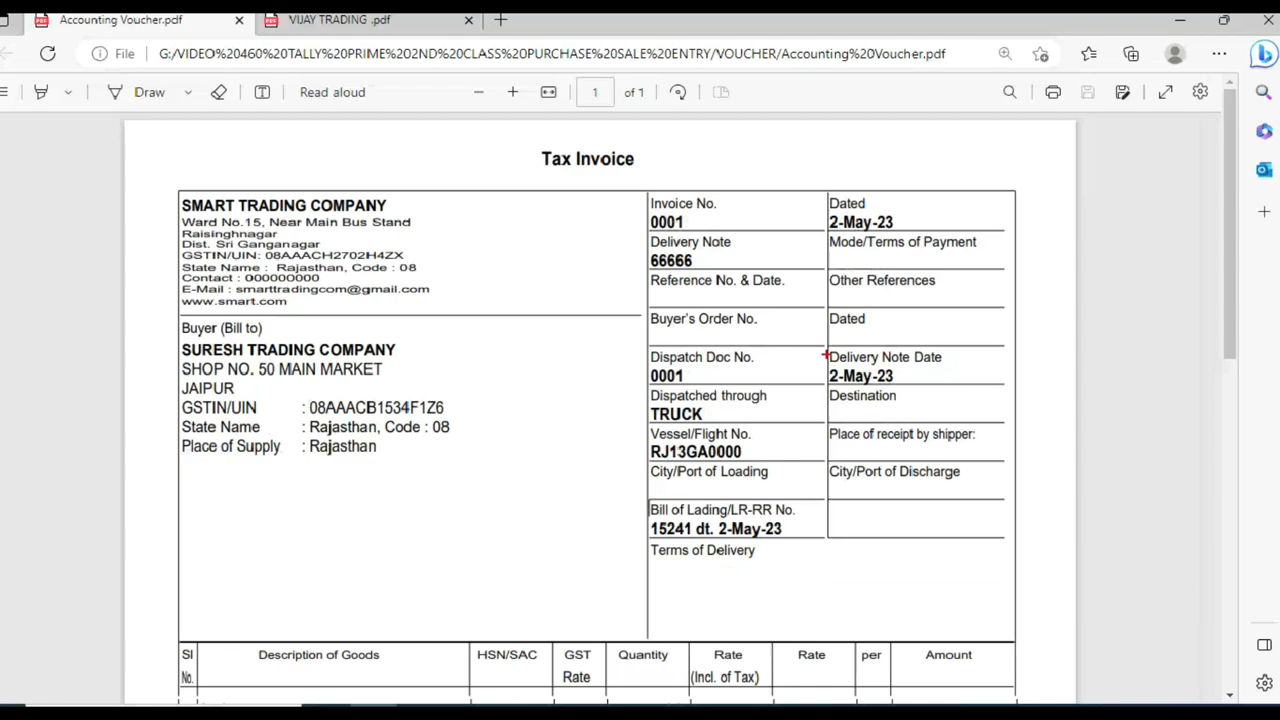 Accounting Voucher.pdf
VIJAY TRADING .pdf
File
G:/VIDEO%20460%20TALLY%20PRIME%202ND%20CLASS%20PURCHASE%20SALE%20ENTRY/VOUCHER/Accounting%20Voucher.pdf
Draw
Read aloud
1 of 1
Tax Invoice
SMART TRADING COMPANY
Ward No.15, Near Main Bus Stand
Raisinghnagar
Dist. Sri Ganganagar
GSTIN/UIN: 08AAACH2702H4ZX
State Name : Rajasthan, Code : 08
Contact : 000000000
E-Mail : smarttradingcom@gmail.com
www.smart.com
Buyer (Bill to)
SURESH TRADING COMPANY
SHOP NO. 50 MAIN MARKET
JAIPUR
GSTIN/UIN : 08AAACB1534F1Z6
State Name : Rajasthan, Code : 08
Place of Supply : Rajasthan
Invoice No. Dated
0001 2-May-23
Delivery Note Mode/Terms of Payment
66666
Reference No. & Date. Other References
Buyer's Order No. Dated
Dispatch Doc No. Delivery Note Date
0001 2-May-23
Dispatched through Destination
TRUCK
Vessel/Flight No. Place of receipt by shipper:
RJ13GA0000
City/Port of Loading City/Port of Discharge
Bill of Lading/LR-RR No.
15241 dt. 2-May-23
Terms of Delivery
Sl Description of Goods HSN/SAC GST Quantity Rate Rate per Amount
No. Rate (Incl. of Tax)